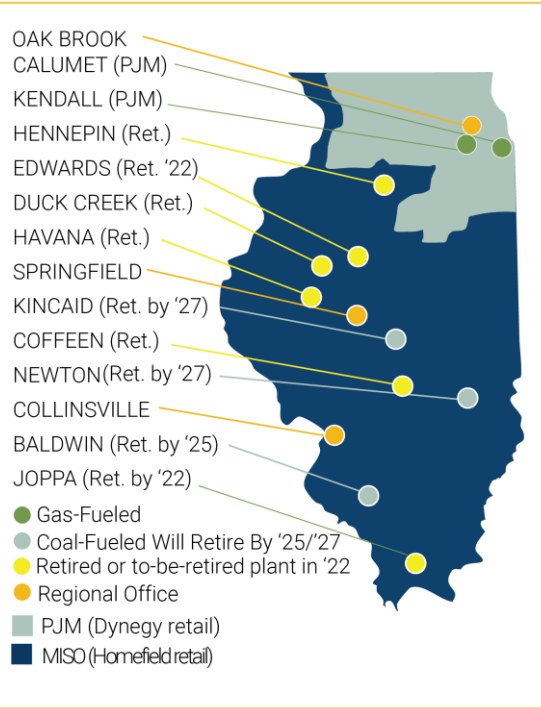 OAK BROOK
CALUMET (PJM)
KENDALL (PJM)
HENNEPIN (Ret.)
EDWARDS (Ret. ‘22)
DUCK CREEK (Ret.)
HAVANA (Ret.)
SPRINGFIELD
KINCAID (Ret. by ‘27)
COFFEEN (Ret.)
NEWTON(Ret. by ‘27)
COLLINSVILLE
BALDWIN (Ret. by ‘25)
JOPPA (Ret. by ‘22)
Gas-Fueled
Coal-Fueled Will Retire By ‘25/’27
Retired or to-be-retired plant in ‘22
Regional Office
PJM (Dynegy retail)
MISO (Homefield retail)